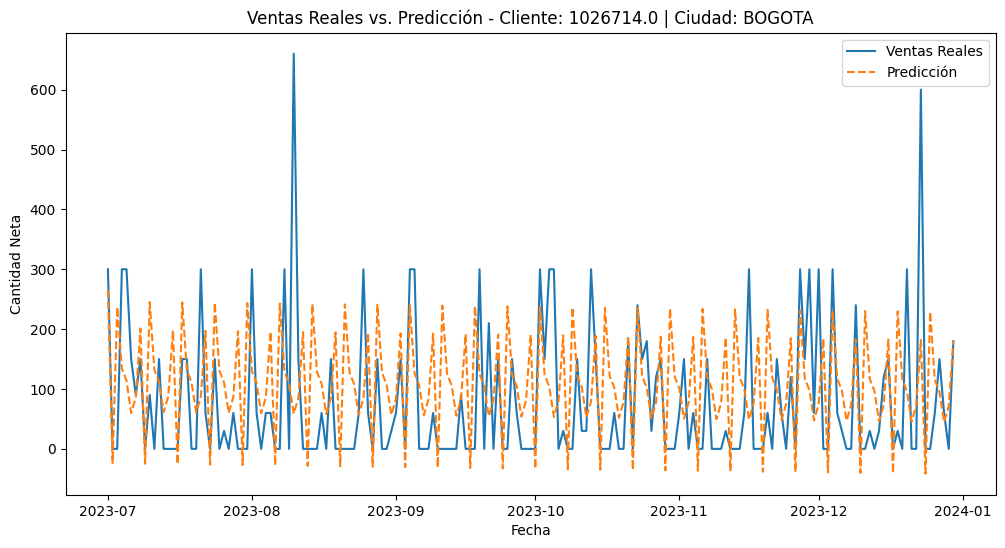 Ventas Reales vs. Predicción - Cliente: 1026714.0 | Ciudad: BOGOTA
Ventas Reales
Predicción
Cantidad Neta
600
500
400
300
200
100
0
2023-07
2023-08
2023-09
2023-10
2023-11
2023-12
2024-01
Fecha